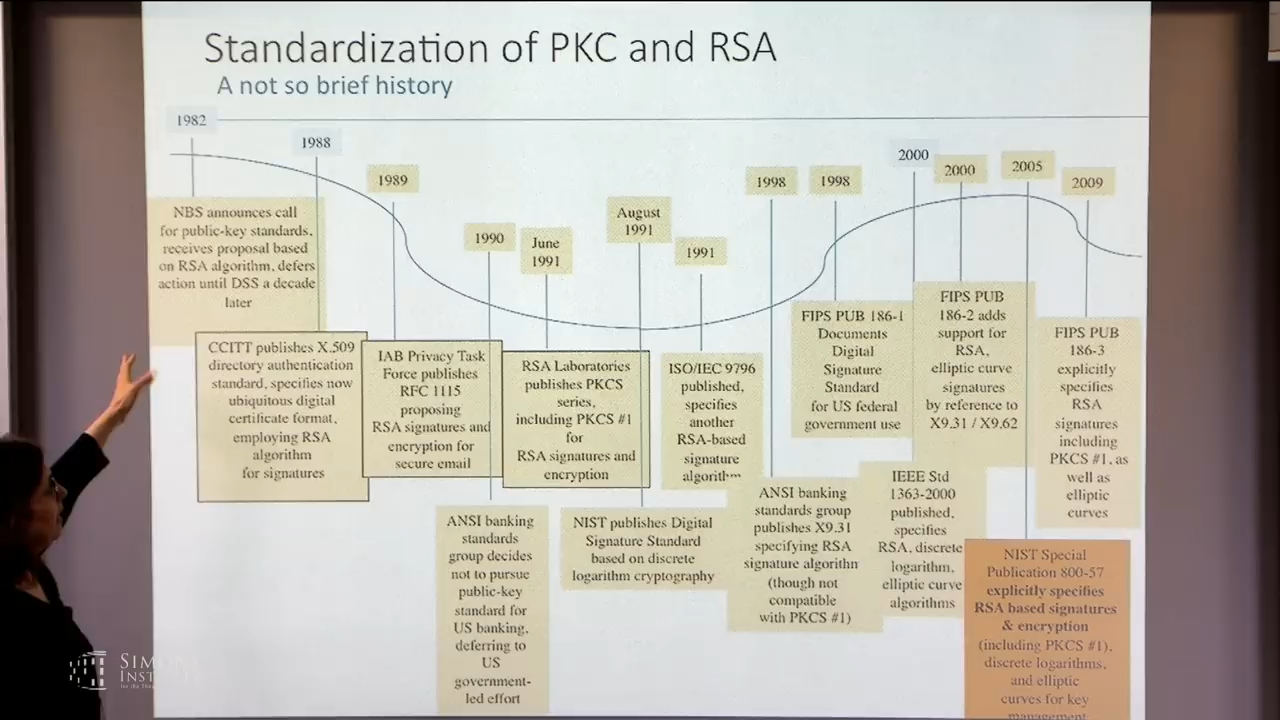 Standardization of PKC and RSA
A not so brief history
1982
NBS announces call
for public-key standards,
receives proposal based
on RSA algorithm, defers
action until DSS a decade
later
1988
CCITT publishes X.509
directory authentication
standard, specifies now
ubiquitous digital
certificate format,
employing RSA
algorithm
for signatures
1989
IAB Privacy Task
Force publishes
RFC 1115
proposing
RSA signatures and
encryption for
secure email
1990
ANSI banking
standards
group decides
not to pursue
public-key
standard for
US banking,
deferring to
US
government-
led effort
June
1991
RSA Laboratories
publishes PKCS
series,
including PKCS #1
for
RSA signatures and
encryption
August
1991
NIST publishes Digital
Signature Standard
based on discrete
logarithm cryptography
1991
ISO/IEC 9796
published,
specifies
another
RSA-based
signature
algorithm
1998
ANSI banking
standards group
publishes X9.31
specifying RSA
signature algorithm
(though not
compatible
with PKCS #1)
1998
FIPS PUB 186-1
Documents
Digital
Signature
Standard
for US federal
government use
2000
IEEE Std
1363-2000
published,
specifies
RSA, discrete
logarithm,
elliptic curve
algorithms
2000
FIPS PUB
186-2 adds
support for
RSA,
elliptic curve
signatures
by reference to
X9.31 / X9.62
2005
NIST Special
Publication 800-57
explicitly specifies
RSA based signatures
& encryption
(including PKCS #1),
discrete logarithms,
and elliptic
curves for key
management
2009
FIPS PUB
186-3
explicitly
specifies
RSA
signatures
including
PKCS #1, as
well as
elliptic
curves